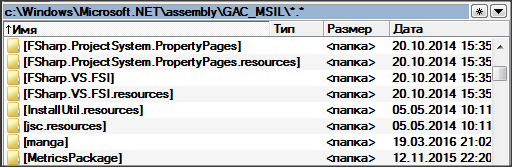 c:\Windows\Microsoft.NET\assembly\GAC_MSIL\*.*
↑Имя Тип Размер Дата
[FSharp.ProjectSystem.PropertyPages] <папка> 20.10.2014 15:35
[FSharp.ProjectSystem.PropertyPages.resources] <папка> 20.10.2014 15:35
[FSharp.VS.FSI] <папка> 20.10.2014 15:35
[FSharp.VS.FSI.resources] <папка> 20.10.2014 15:35
[InstallUtil.resources] <папка> 05.05.2014 10:11
[jsc.resources] <папка> 05.05.2014 10:11
[manga] <папка> 19.03.2016 21:02
[MetricsPackage] <папка> 12.11.2015 22:20